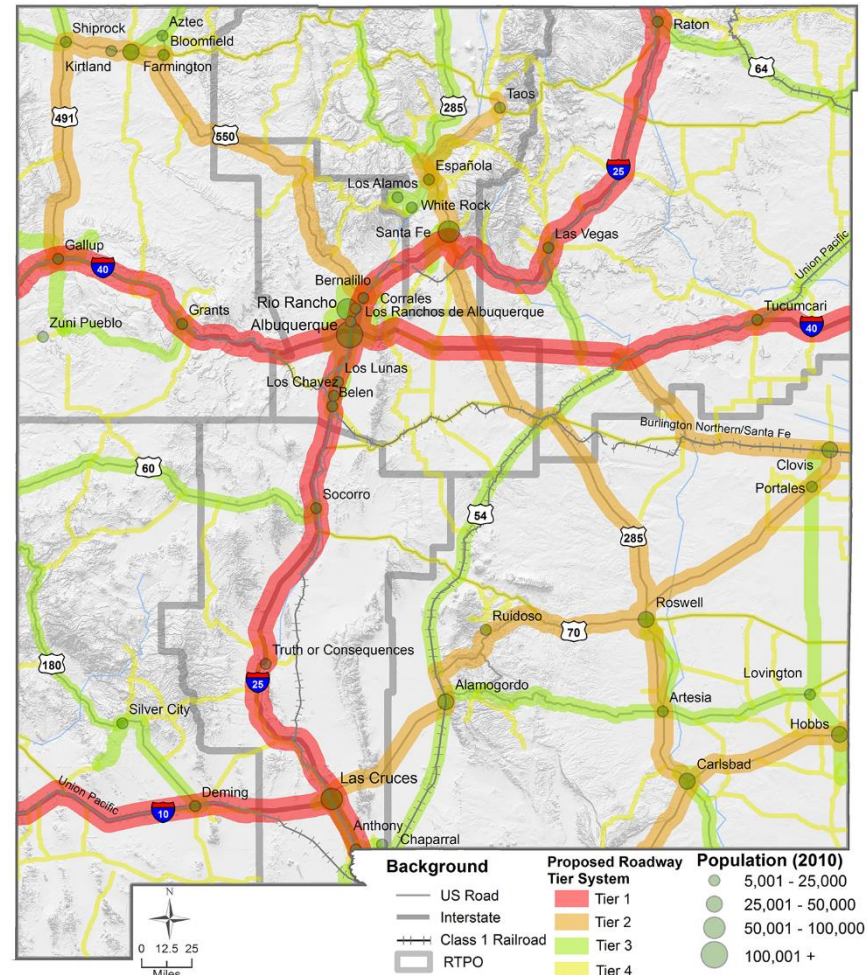 Shiprock
Aztec
Bloomfield
Kirtland
Farmington
Raton
64
491
550
285
Taos
Española
Los Alamos
White Rock
25
Santa Fe
Las Vegas
Gallup
40
Bernalillo
Union Pacific
Rio Rancho
Corrales
Los Ranchos de Albuquerque
Tucumcari
Grants
Albuquerque
40
Zuni Pueblo
Los Lunas
Los Chavez
Belen
Burlington Northern/Santa Fe
Clovis
60
Portales
Socorro
54
285
Roswell
Ruidoso
70
Truth or Consequences
180
25
Lovington
Silver City
Alamogordo
Artesia
Hobbs
Carlsbad
Las Cruces
Union Pacific
Deming
10
Anthony
Chaparral
N
0 12.5 25
Miles
Background
US Road
Interstate
Class 1 Railroad
RTPO
Proposed Roadway
Tier System
Tier 1
Tier 2
Tier 3
Tier 4
Population (2010)
5,001 - 25,000
25,001 - 50,000
50,001 - 100,000
100,001 +